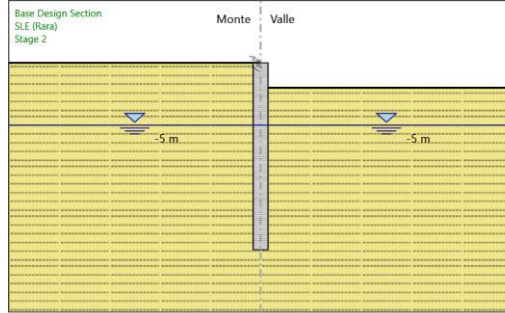 Base Design Section
SLE (Rara)
Stage 2
Monte Valle
-5 m
-5 m